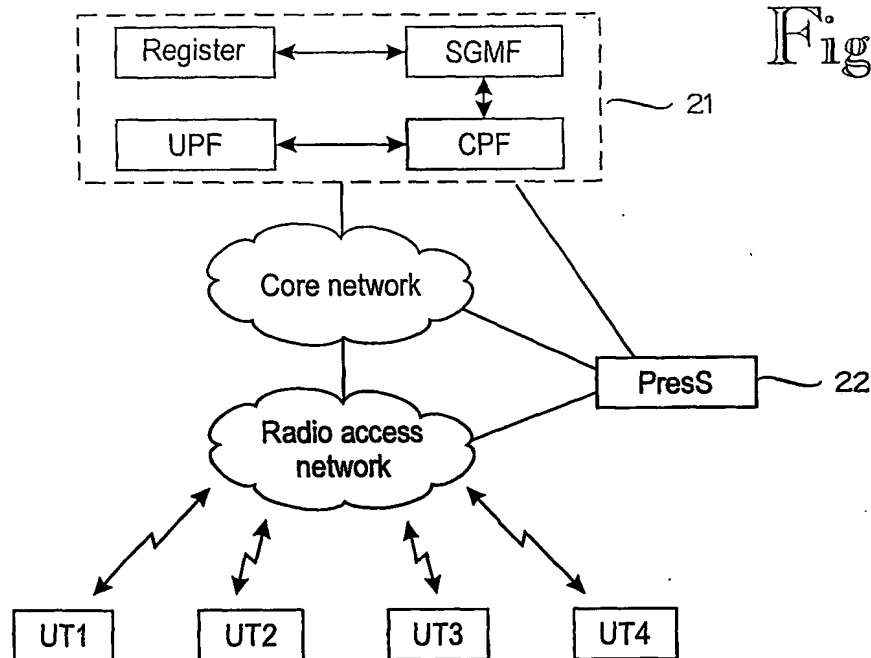 Fig
Register
SGMF
21
UPF
CPF
Core network
PresS
22
Radio access
network
UT1
UT2
UT3
UT4